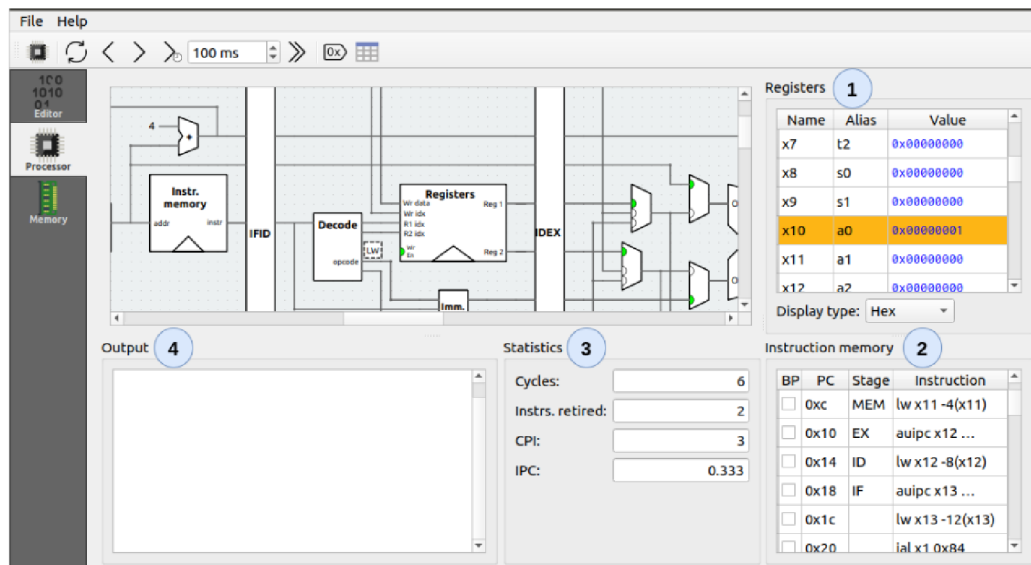 File Help
100 ms
0x
100
1010
01
Editor
Processor
Memory
4
+
Instr.
memory
addr
instr
IFID
Decode
opcode
LW
Registers
Wr data
Wr idx
R1 idx
R2 idx
Wr
En
Reg 1
Reg 2
Imm.
IDEX
Registers 1
Name Alias Value
x7 t2 0x00000000
x8 s0 0x00000000
x9 s1 0x00000000
x10 a0 0x00000001
x11 a1 0x00000000
x12 a2 0x00000000
Display type: Hex
Output 4
Statistics 3
Cycles: 6
Instrs. retired: 2
CPI: 3
IPC: 0.333
Instruction memory 2
BP PC Stage Instruction
0xc MEM lw x11 -4(x11)
0x10 EX auipc x12 ...
0x14 ID lw x12 -8(x12)
0x18 IF auipc x13 ...
0x1c lw x13 -12(x13)
0x20 jal x1 0x84